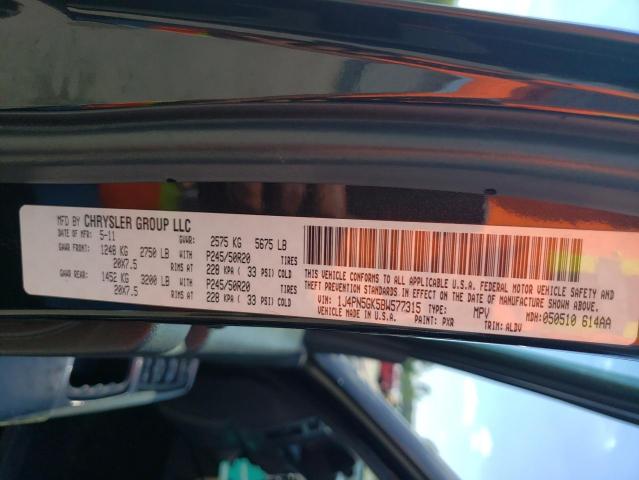 MFD BY CHRYSLER GROUP LLC
DATE OF MFR: 5-11 GVWR: 2575 KG 5675 LB
GAWR FRONT: 1248 KG 2750 LB WITH P245/50R20 TIRES
20X7.5 RIMS AT 228 KPA ( 33 PSI) COLD
GAWR REAR: 1452 KG 3200 LB WITH P245/50R20 TIRES
20X7.5 RIMS AT 228 KPA ( 33 PSI) COLD
THIS VEHICLE CONFORMS TO ALL APPLICABLE U.S.A. FEDERAL MOTOR VEHICLE SAFETY,
BUMPER, AND THEFT PREVENTION STANDARDS IN EFFECT ON THE DATE OF MANUFACTURE SHOWN ABOVE.
VIN: 1J4PN5GK5BW577315 TYPE: MPV MDH: 050510 614AA
VEHICLE MADE IN U.S.A. PAINT: PXR TRIM: ALDV